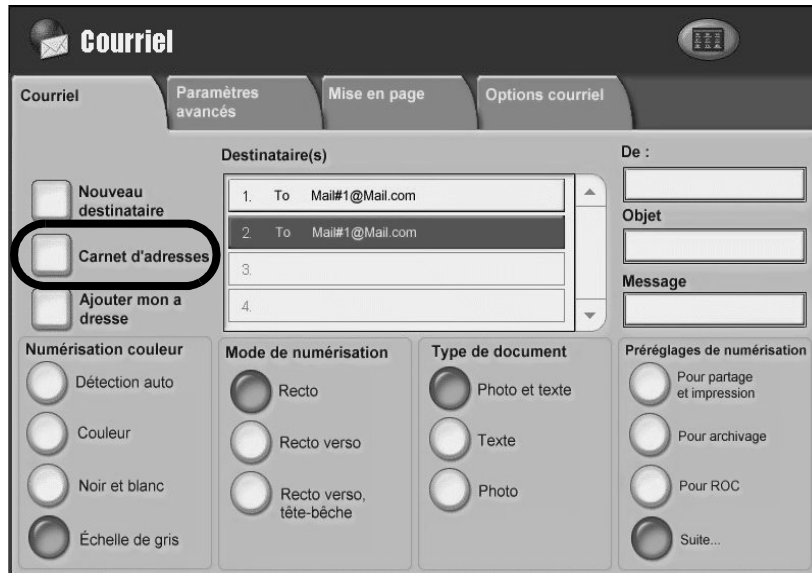 Courriel
Courriel
Paramètres
avancés
Mise en page
Options courriel
Nouveau
destinataire
Carnet d'adresses
Ajouter mon a
dresse
Destinataire(s)
1. To Mail#1@Mail.com
2. To Mail#1@Mail.com
3.
4.
De :
Objet
Message
Numérisation couleur
Détection auto
Couleur
Noir et blanc
Échelle de gris
Mode de numérisation
Recto
Recto verso
Recto verso,
tête-bêche
Type de document
Photo et texte
Texte
Photo
Préréglages de numérisation
Pour partage
et impression
Pour archivage
Pour ROC
Suite...